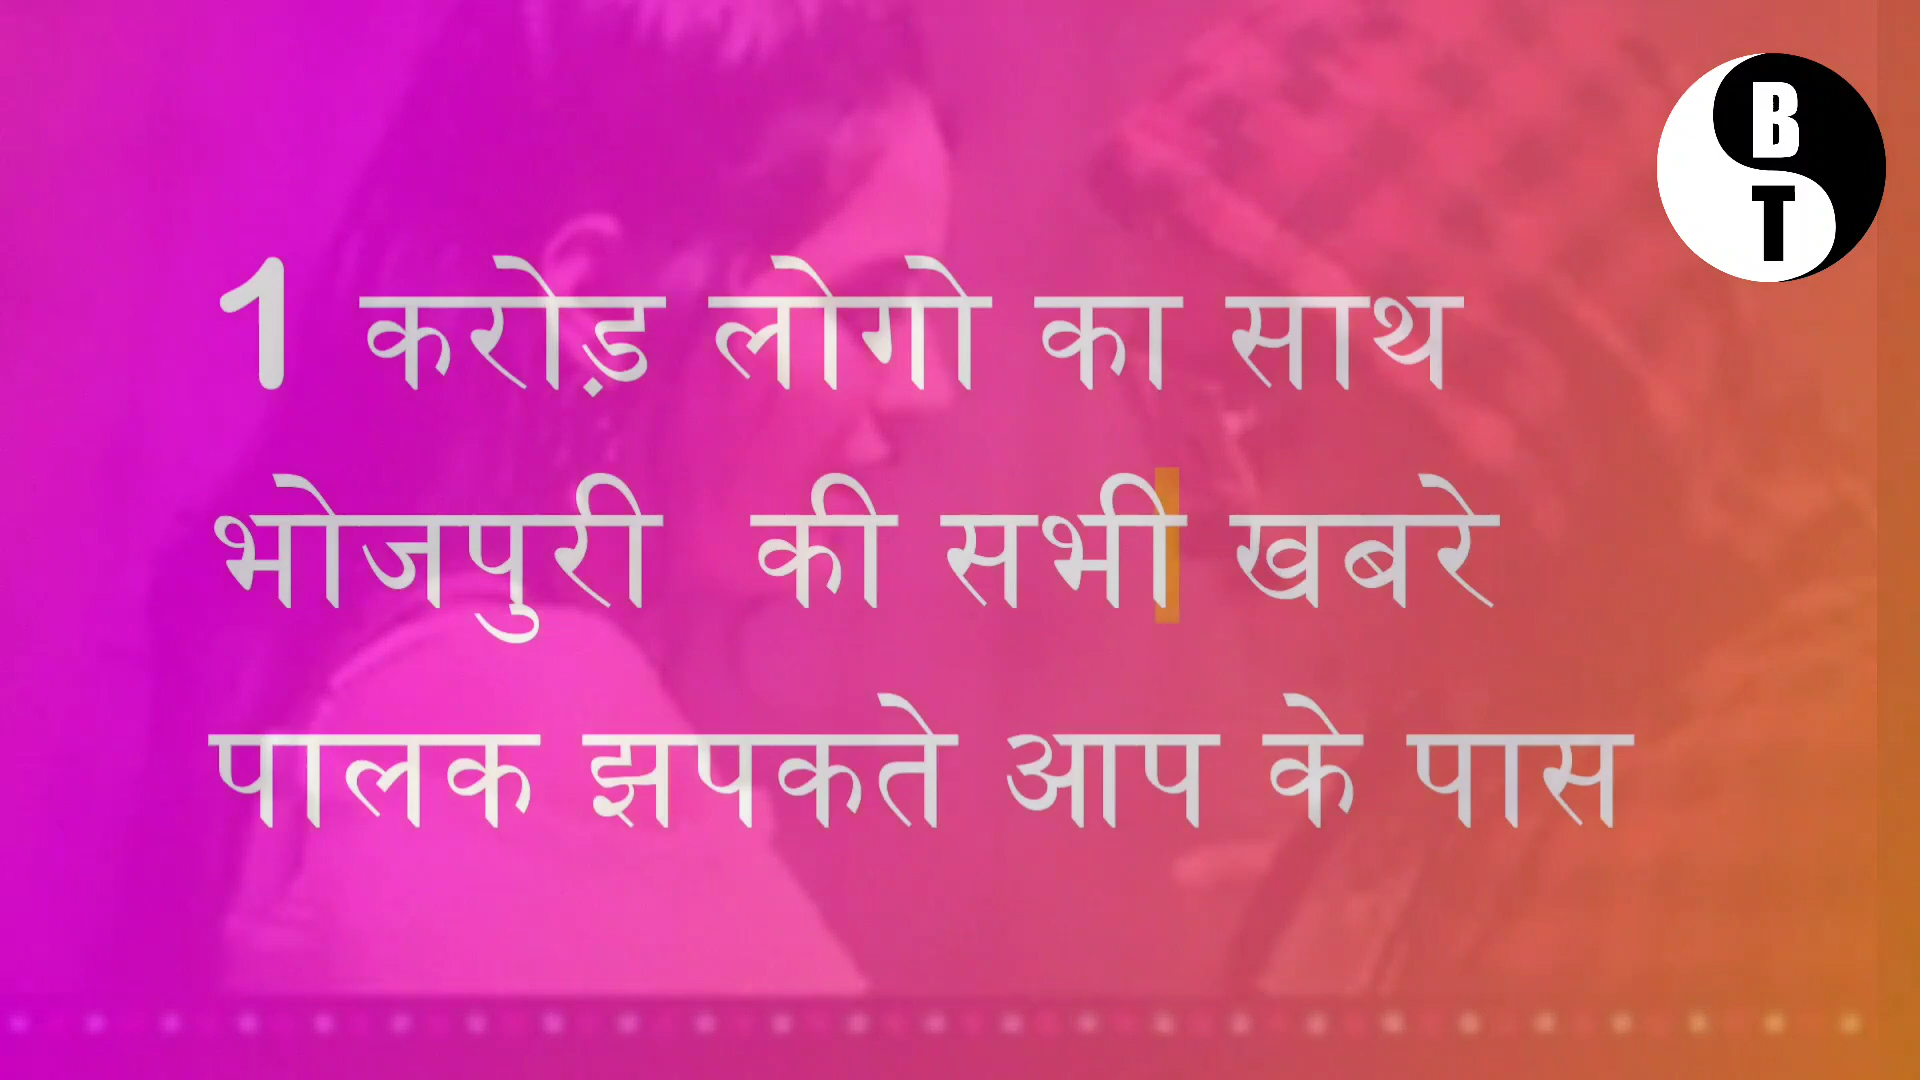 B
T
1 करोड़ लोगो का साथ
भोजपुरी की सभी खबरे
पालक झपकते आप के पास